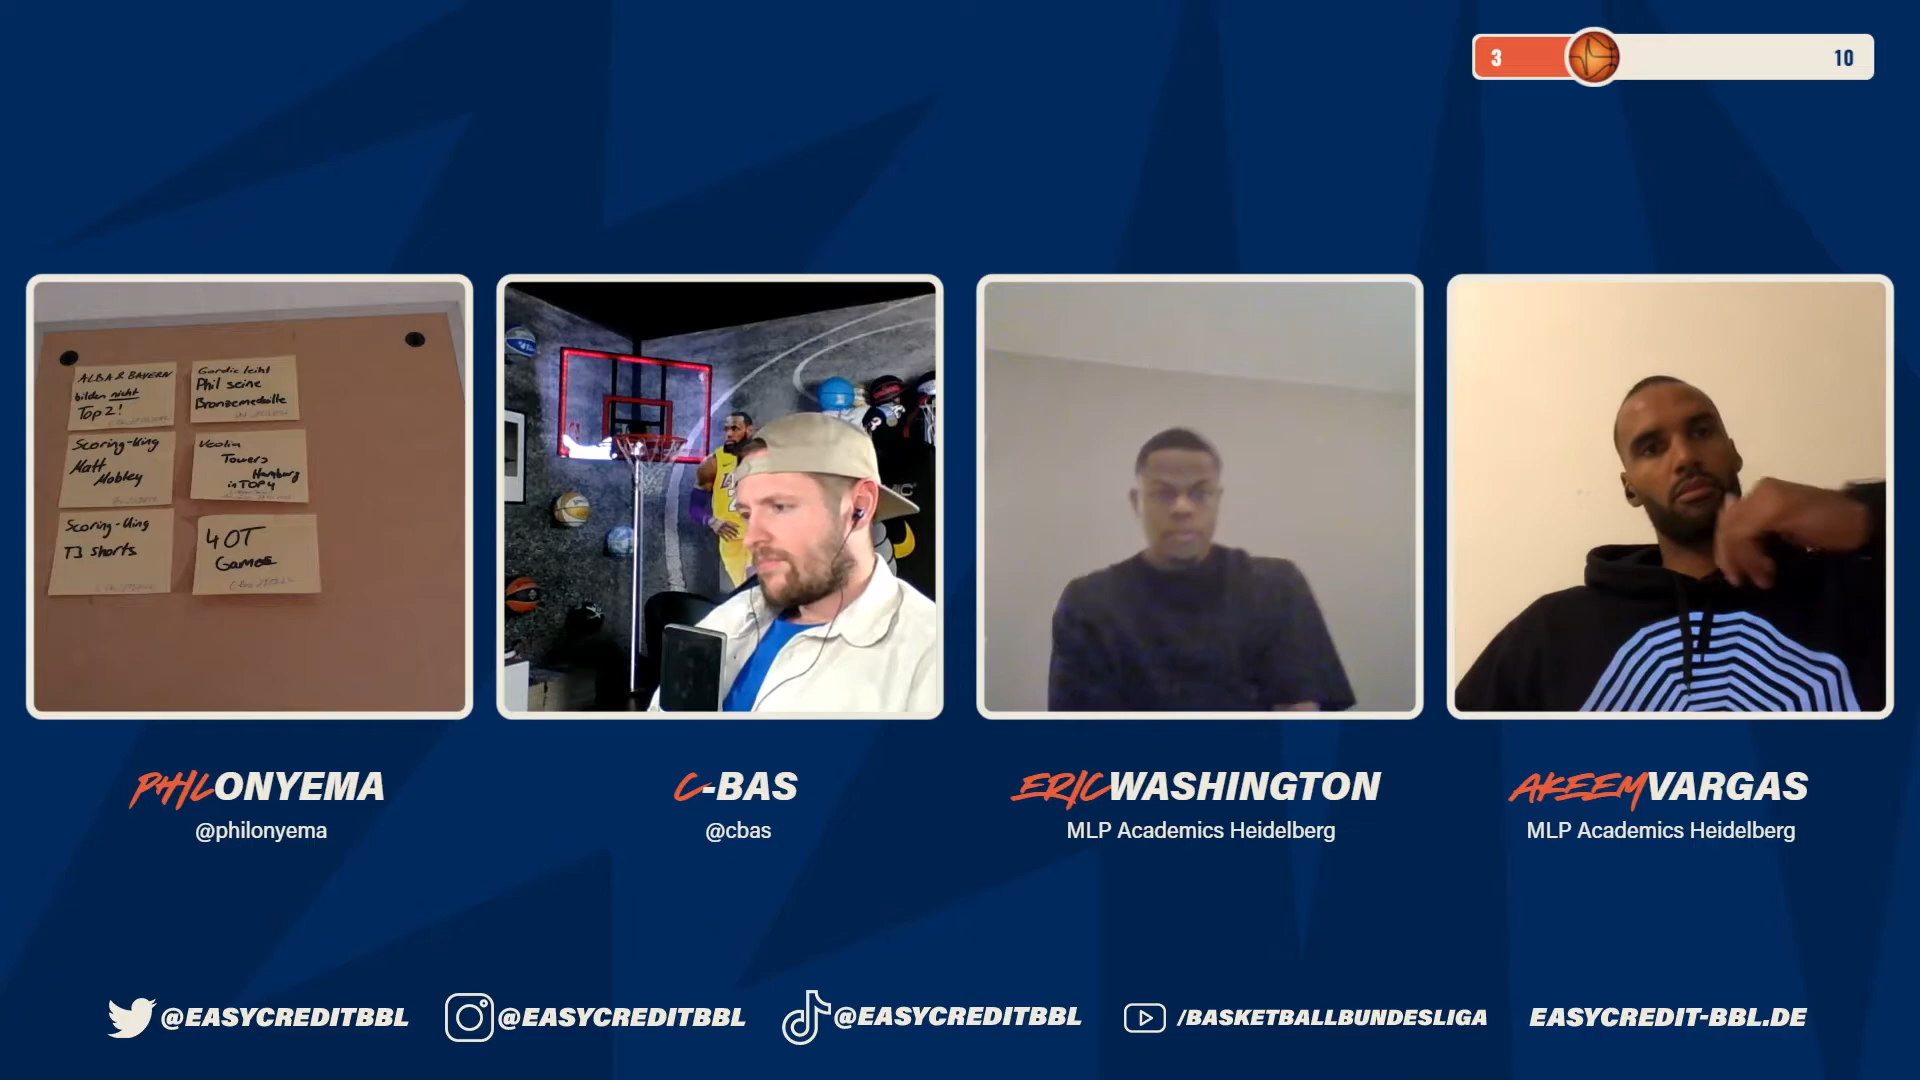 3
10
ALBA & BAYERN
bilden nicht
Top 2!
Gordic leiht
Phil seine
Bronzemedaille
Scoring-King
Matt
Mobley
Veolia
Towers
Hamburg
in TOP 4
Scoring-King
TJ shorts
4 OT
Games
PHIL ONYEMA
@philonyema
C-BAS
@cbas
ERIC WASHINGTON
MLP Academics Heidelberg
AKEEM VARGAS
MLP Academics Heidelberg
@EASYCREDITBBL
@EASYCREDITBBL
@EASYCREDITBBL
/BASKETBALLBUNDESLIGA
EASYCREDIT-BBL.DE